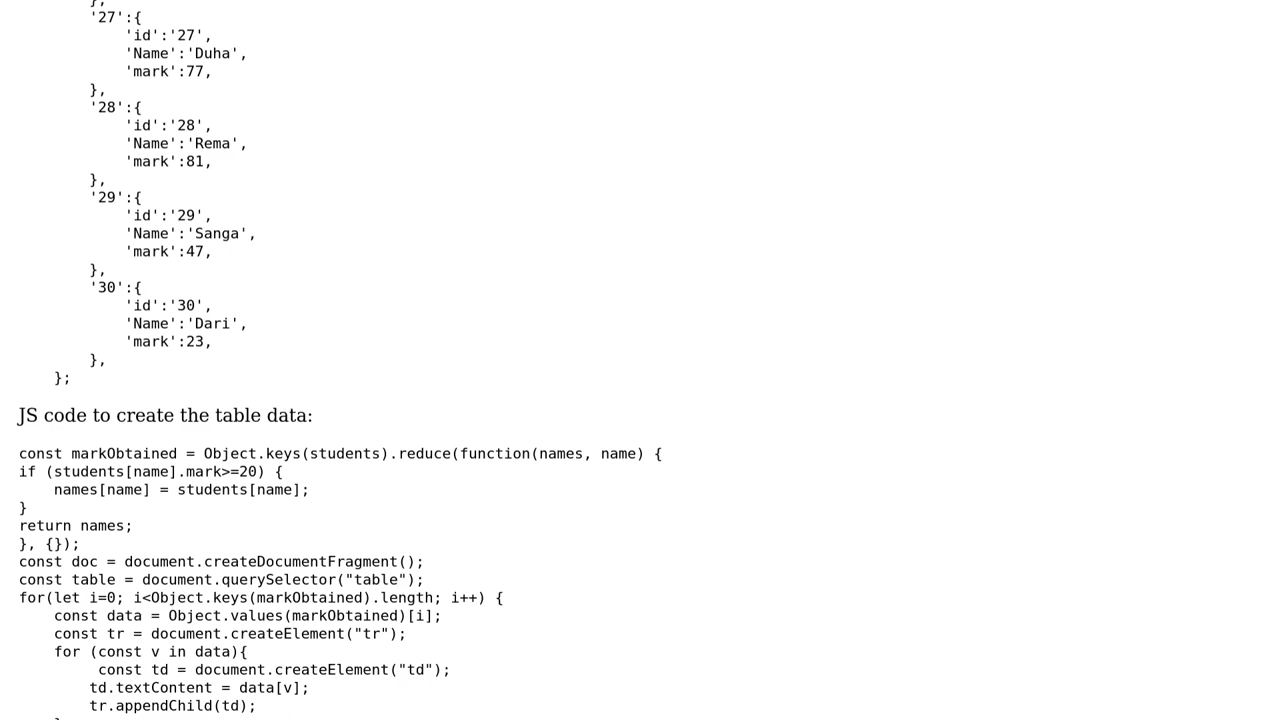 },
'27':{
'id':'27',
'Name':'Duha',
'mark':77,
},
'28':{
'id':'28',
'Name':'Rema',
'mark':81,
},
'29':{
'id':'29',
'Name':'Sanga',
'mark':47,
},
'30':{
'id':'30',
'Name':'Dari',
'mark':23,
},
};
JS code to create the table data:
const markObtained = Object.keys(students).reduce(function(names, name) {
if (students[name].mark>=20) {
names[name] = students[name];
}
return names;
}, {});
const doc = document.createDocumentFragment();
const table = document.querySelector("table");
for(let i=0; i<Object.keys(markObtained).length; i++) {
const data = Object.values(markObtained)[i];
const tr = document.createElement("tr");
for (const v in data){
const td = document.createElement("td");
td.textContent = data[v];
tr.appendChild(td);